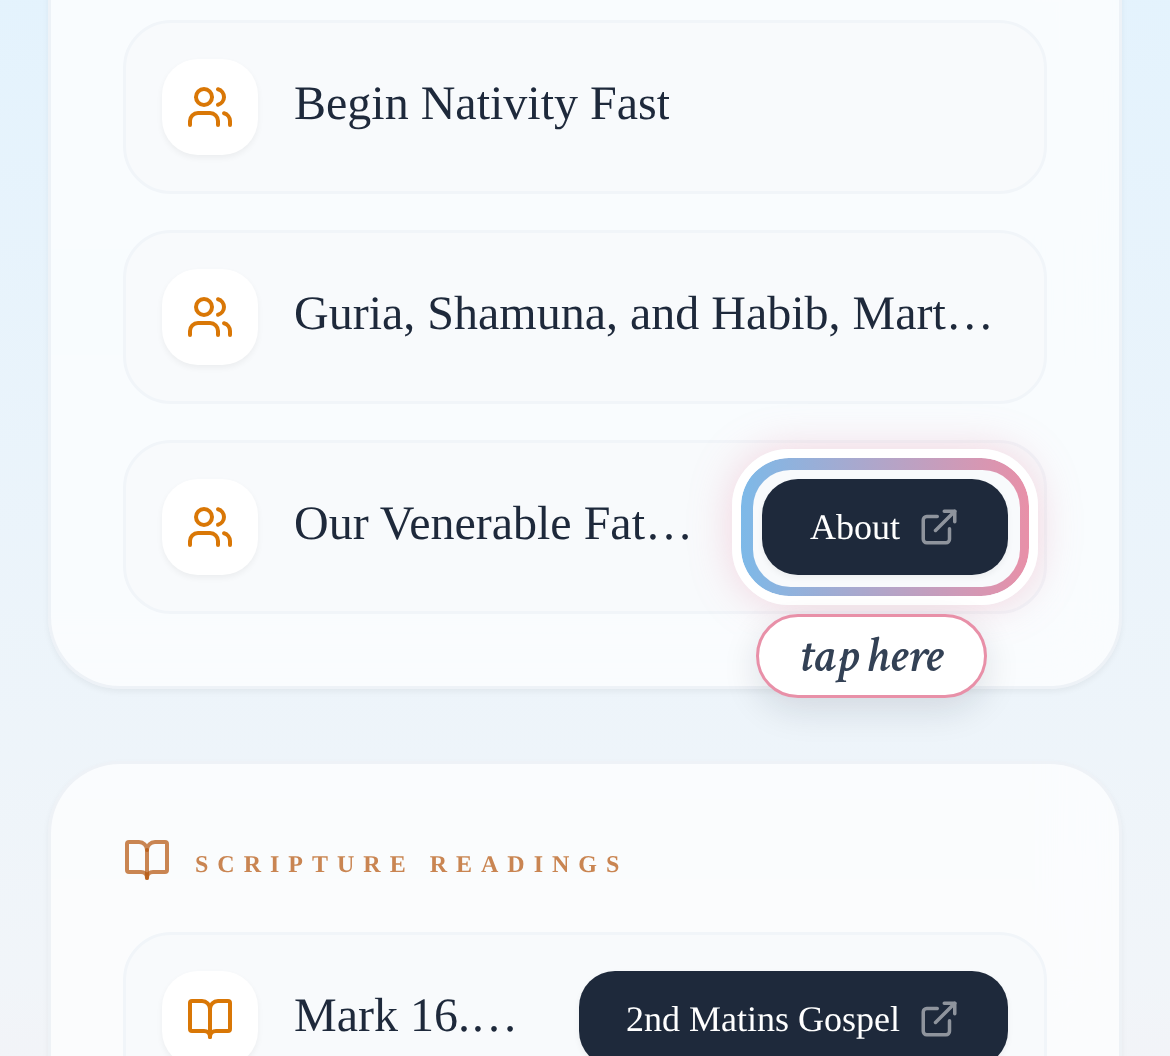 Begin Nativity Fast
Guria, Shamuna, and Habib, Mart…
Our Venerable Fat…
About
tap here
SCRIPTURE READINGS
Mark 16.…
2nd Matins Gospel